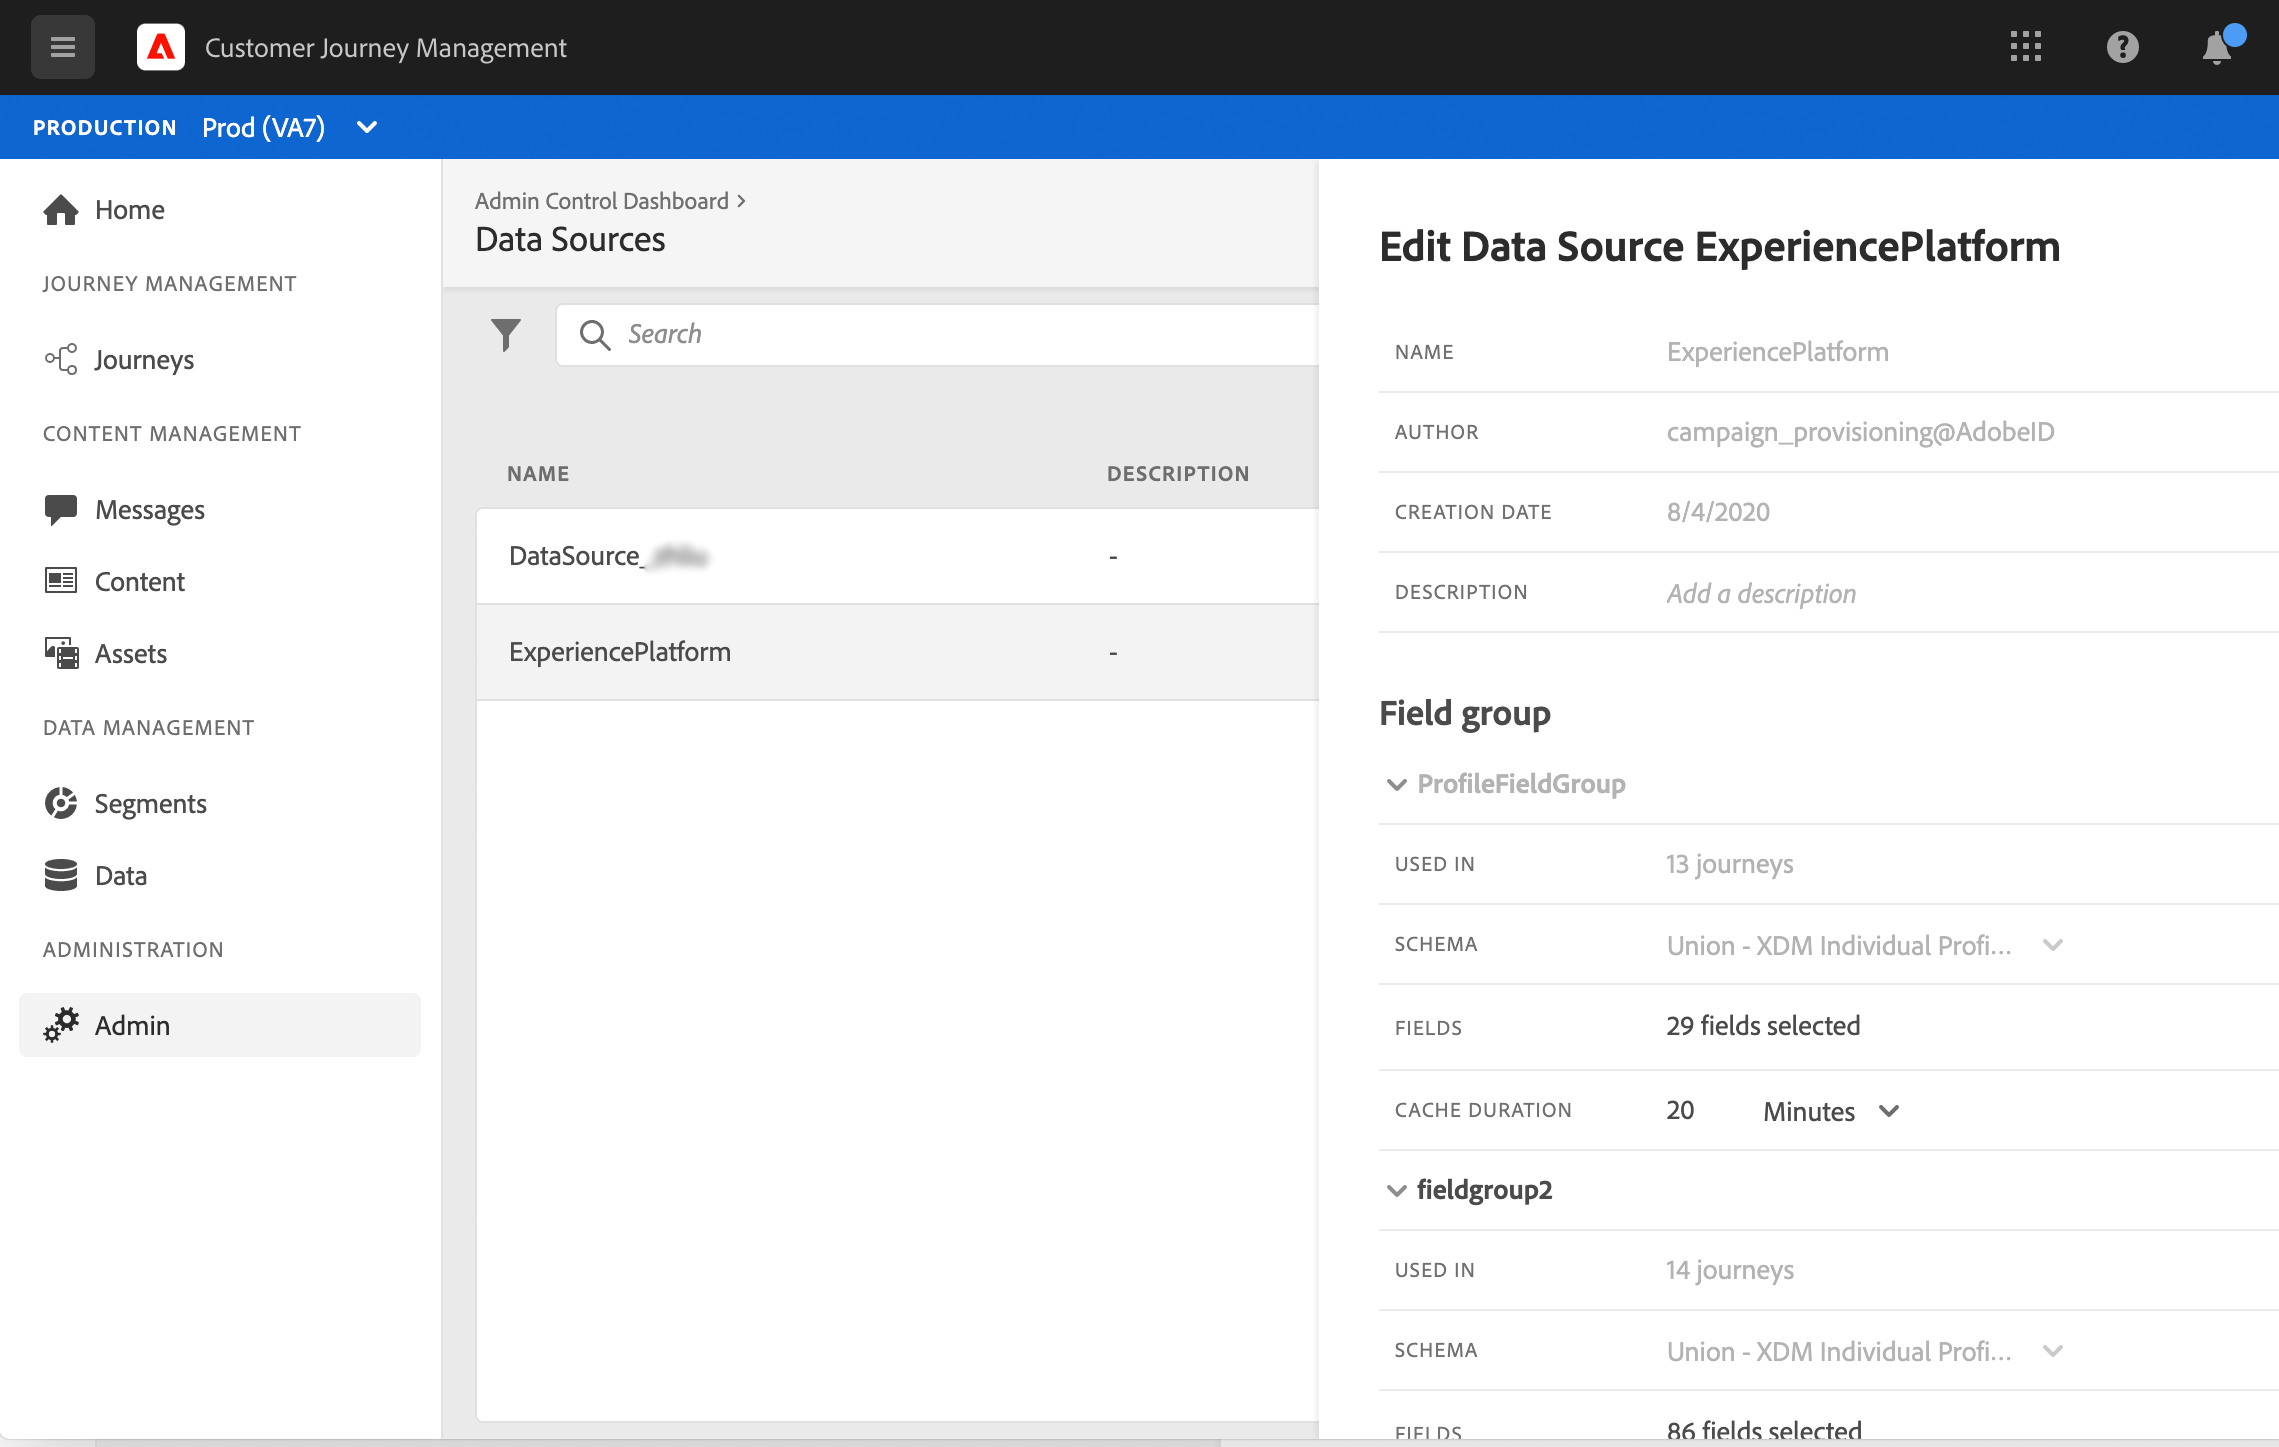 Customer Journey Management
PRODUCTION Prod (VA7)
Home
JOURNEY MANAGEMENT
Journeys
CONTENT MANAGEMENT
Messages
Content
Assets
DATA MANAGEMENT
Segments
Data
ADMINISTRATION
Admin
Admin Control Dashboard >
Data Sources
Search
NAME DESCRIPTION
DataSource_ -
ExperiencePlatform -
Edit Data Source ExperiencePlatform
NAME ExperiencePlatform
AUTHOR campaign_provisioning@AdobeID
CREATION DATE 8/4/2020
DESCRIPTION Add a description
Field group
ProfileFieldGroup
USED IN 13 journeys
SCHEMA Union - XDM Individual Profi...
FIELDS 29 fields selected
CACHE DURATION 20 Minutes
fieldgroup2
USED IN 14 journeys
SCHEMA Union - XDM Individual Profi...
FIELDS 86 fields selected